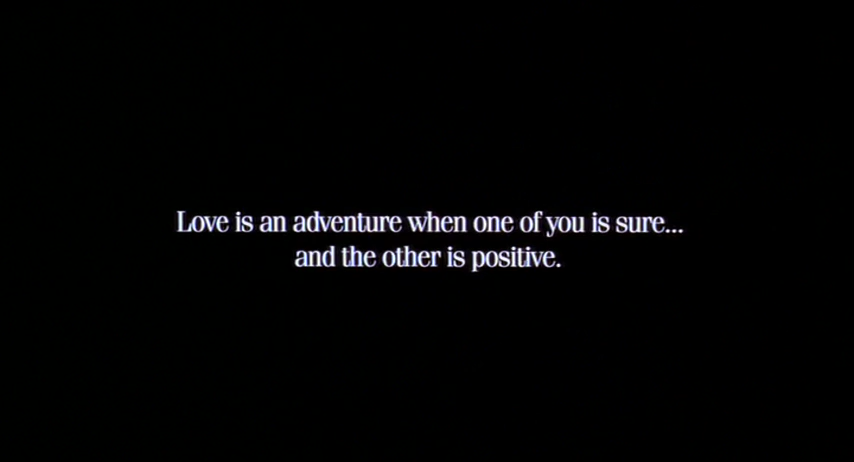 Love is an adventure when one of you is sure...
and the other is positive.